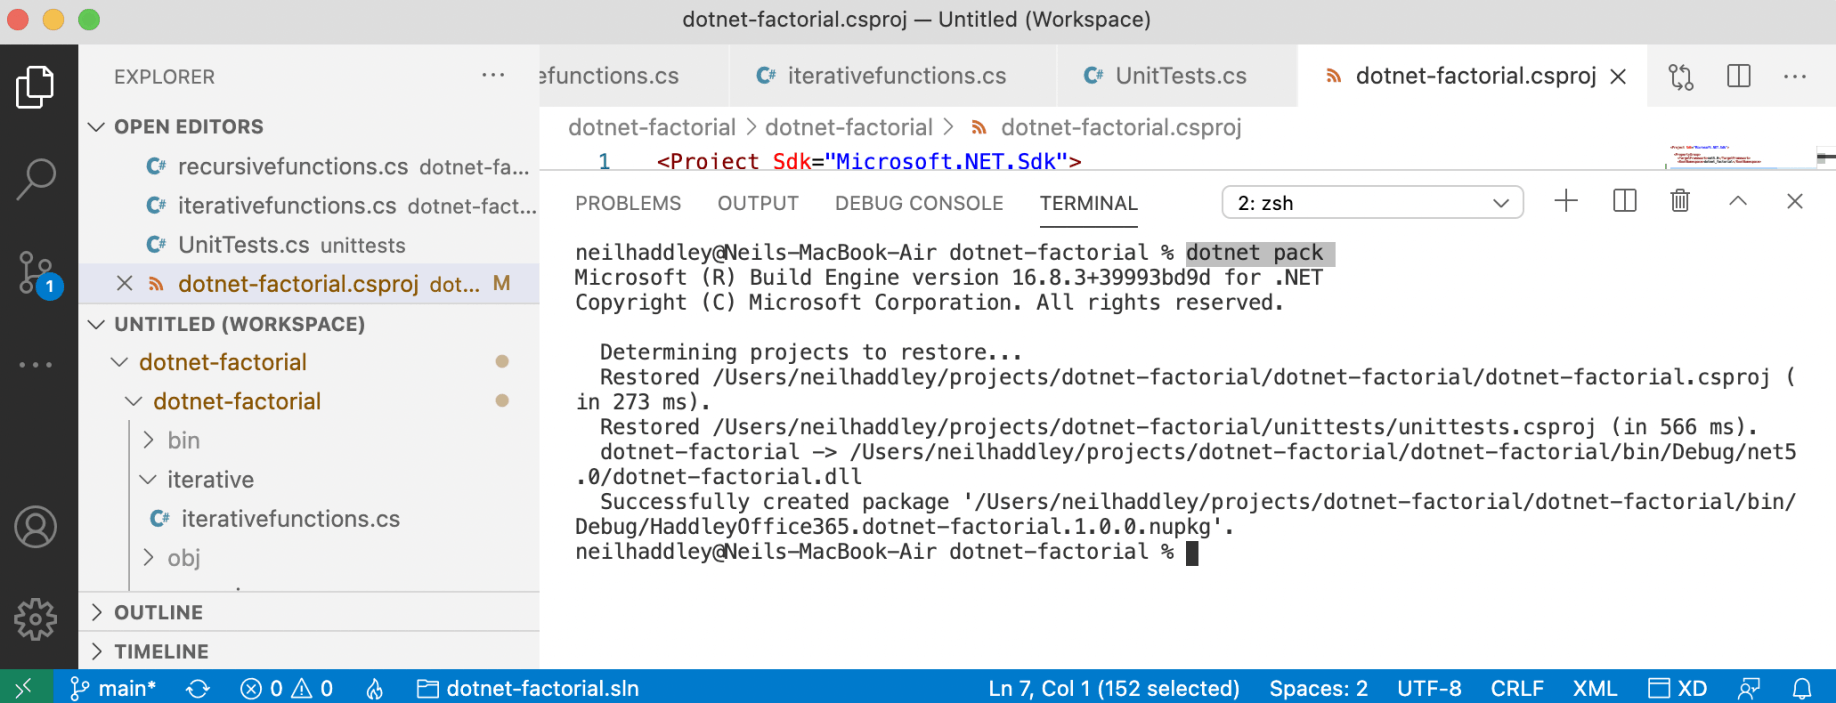 dotnet-factorial.csproj — Untitled (Workspace)
EXPLORER ...
efunctions.cs
C# iterativefunctions.cs
C# UnitTests.cs
dotnet-factorial.csproj
OPEN EDITORS
C# recursivefunctions.cs dotnet-fa...
C# iterativefunctions.cs dotnet-fact...
C# UnitTests.cs unittests
dotnet-factorial.csproj dot... M
UNTITLED (WORKSPACE)
dotnet-factorial
dotnet-factorial
bin
iterative
C# iterativefunctions.cs
obj
OUTLINE
TIMELINE
1
dotnet-factorial > dotnet-factorial > dotnet-factorial.csproj
1 <Project Sdk="Microsoft.NET.Sdk">
PROBLEMS OUTPUT DEBUG CONSOLE TERMINAL 2: zsh
neilhaddley@Neils-MacBook-Air dotnet-factorial % dotnet pack
Microsoft (R) Build Engine version 16.8.3+39993bd9d for .NET
Copyright (C) Microsoft Corporation. All rights reserved.
Determining projects to restore...
Restored /Users/neilhaddley/projects/dotnet-factorial/dotnet-factorial/dotnet-factorial.csproj (
in 273 ms).
Restored /Users/neilhaddley/projects/dotnet-factorial/unittests/unittests.csproj (in 566 ms).
dotnet-factorial -> /Users/neilhaddley/projects/dotnet-factorial/dotnet-factorial/bin/Debug/net5
.0/dotnet-factorial.dll
Successfully created package '/Users/neilhaddley/projects/dotnet-factorial/dotnet-factorial/bin/
Debug/HaddleyOffice365.dotnet-factorial.1.0.0.nupkg'.
neilhaddley@Neils-MacBook-Air dotnet-factorial %
main* 0 0 dotnet-factorial.sln Ln 7, Col 1 (152 selected) Spaces: 2 UTF-8 CRLF XML XD